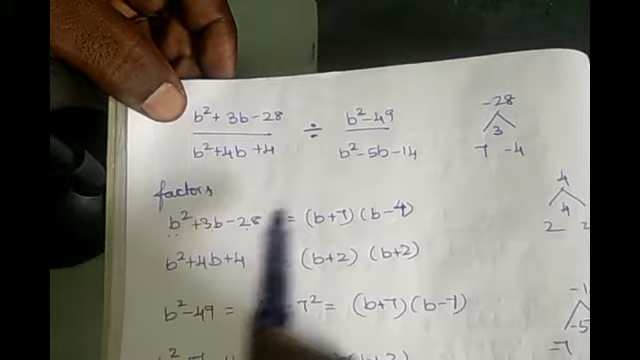 b² + 3b - 28 / b² + 4b + 4 ÷ b² - 49 / b² - 5b - 14
-28
3
7 -4
factors
b² + 3b - 28 = (b+7) (b-4)
b² + 4b + 4 (b+2) (b+2)
b² - 49 = 7² = (b+7) (b-7)
4
4
2 2
-5
-7